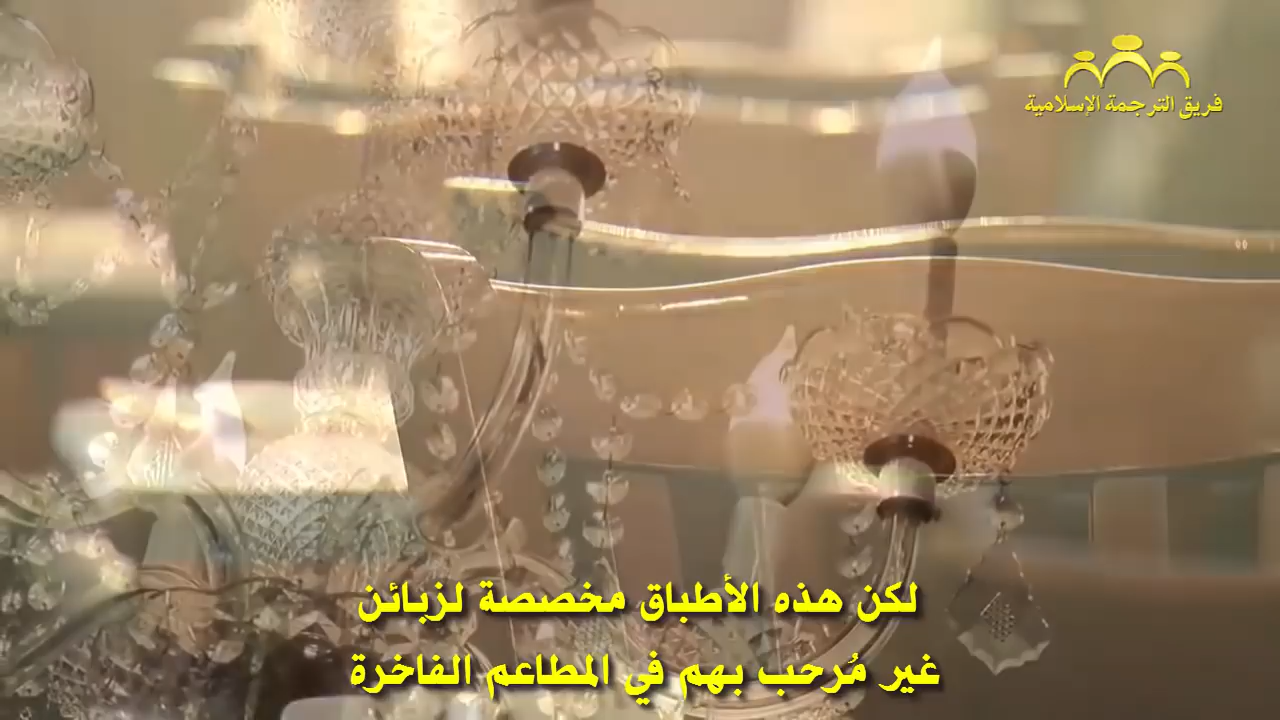 فريق الترجمة الإسلامية
لكن هذه الأطباق مخصصة لزبائن
غير مُرحب بهم في المطاعم الفاخرة